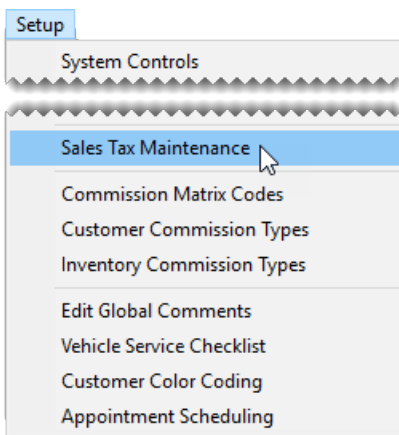 Setup
System Controls
Sales Tax Maintenance
Commission Matrix Codes
Customer Commission Types
Inventory Commission Types
Edit Global Comments
Vehicle Service Checklist
Customer Color Coding
Appointment Scheduling